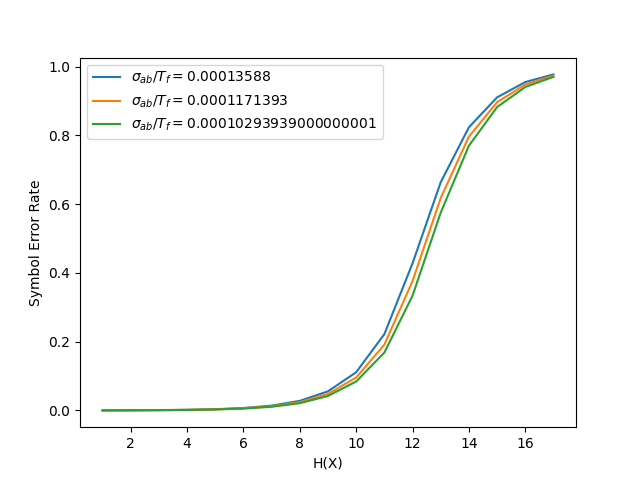 σab/Tf = 0.00013588
σab/Tf = 0.0001171393
σab/Tf = 0.00010293939000000001
1.0
0.8
0.6
0.4
0.2
0.0
Symbol Error Rate
2 4 6 8 10 12 14 16
H(X)